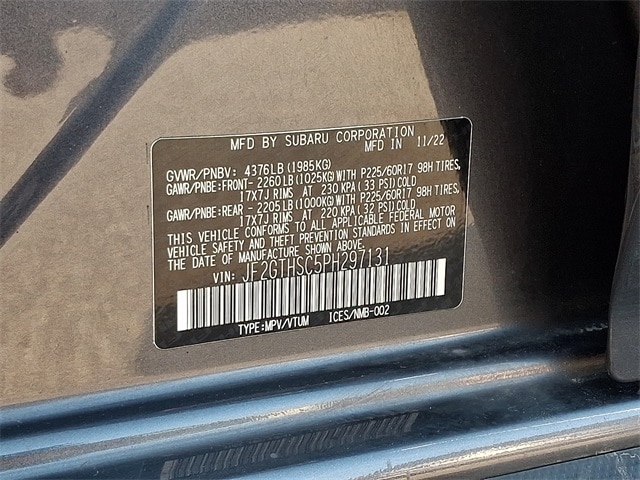 MFD BY SUBARU CORPORATION
MFD IN 11/22
GVWR/PNBV: 4376LB (1985KG)
GAWR/PNBE:FRONT- 2260LB (1025KG) WITH P225/60R17 98H TIRES,
17X7J RIMS AT 230 KPA (33 PSI) COLD
GAWR/PNBE:REAR - 2205LB (1000KG) WITH P225/60R17 98H TIRES,
17X7J RIMS AT 220 KPA (32 PSI) COLD
THIS VEHICLE CONFORMS TO ALL APPLICABLE FEDERAL MOTOR
VEHICLE SAFETY AND THEFT PREVENTION STANDARDS IN EFFECT ON
THE DATE OF MANUFACTURE SHOWN ABOVE.
VIN: JF2GTHSC5PH297131
TYPE:MPV/VTUM ICES/NMB-002